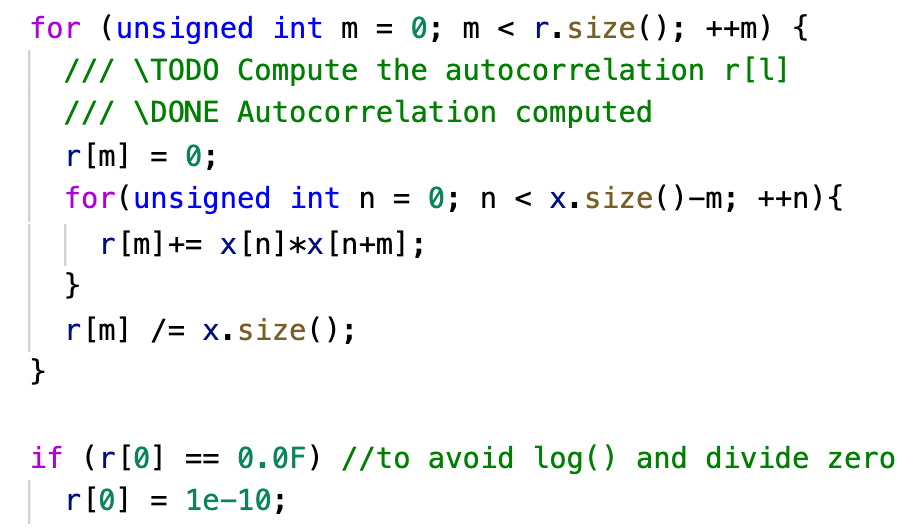 for (unsigned int m = 0; m < r.size(); ++m) {
  /// \TODO Compute the autocorrelation r[l]
  /// \DONE Autocorrelation computed
  r[m] = 0;
  for(unsigned int n = 0; n < x.size()-m; ++n){
    r[m]+= x[n]*x[n+m];
  }
  r[m] /= x.size();
}
if (r[0] == 0.0F) //to avoid log() and divide zero
  r[0] = 1e-10;